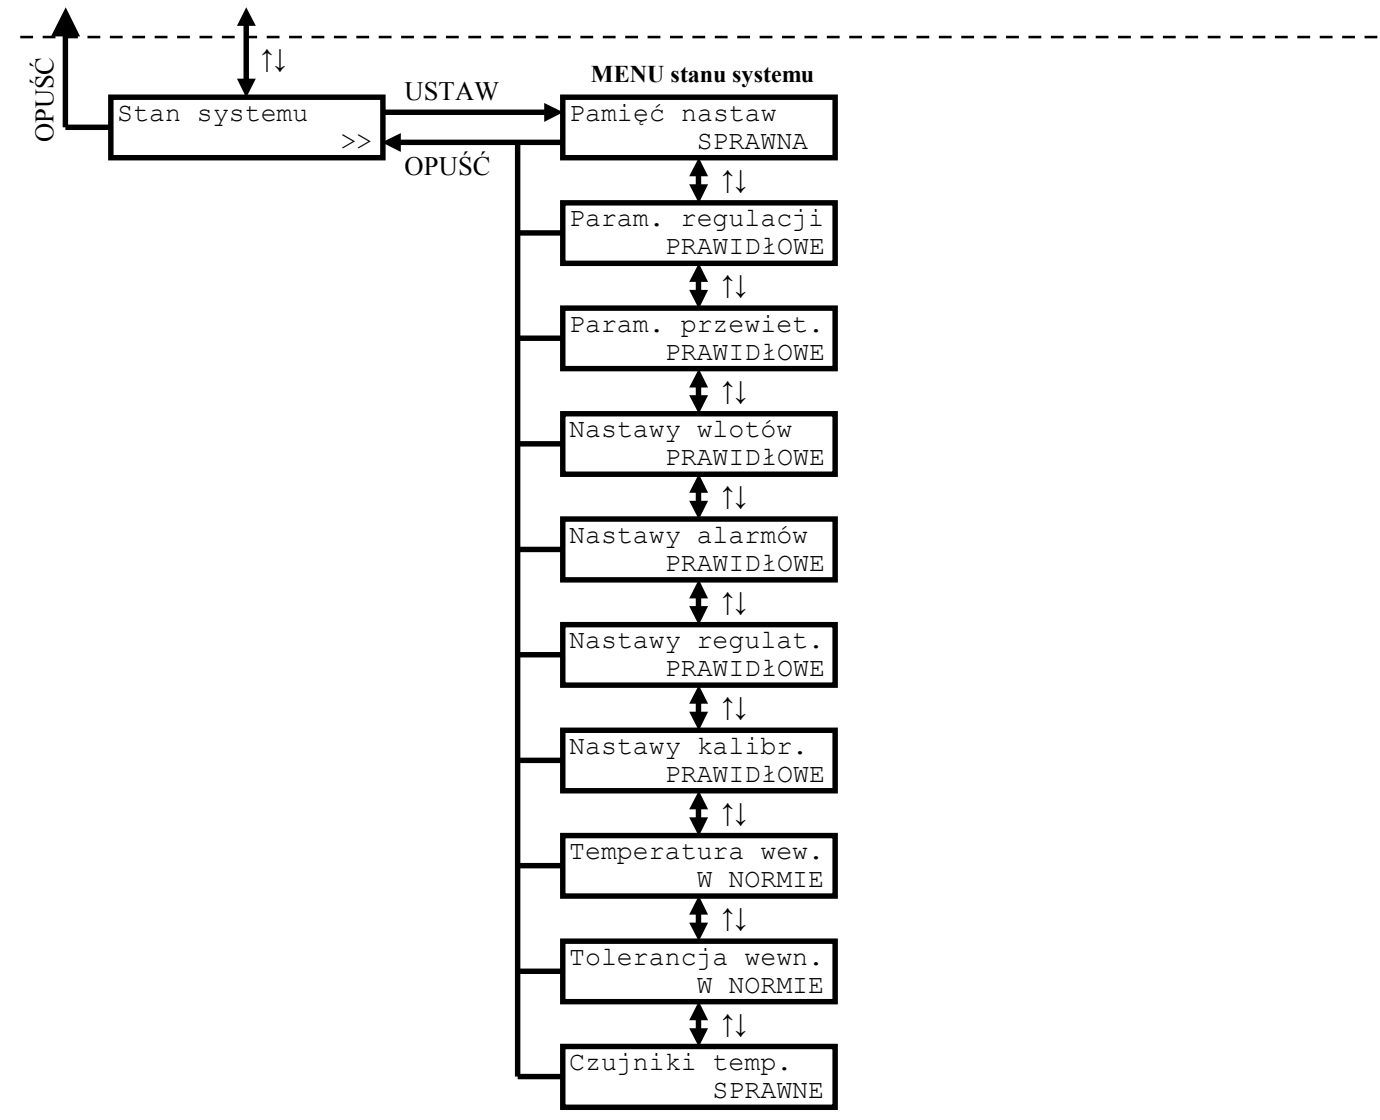 ↑↓
OPUŚĆ
MENU stanu systemu
Stan systemu
>>
USTAW
OPUŚĆ
Pamięć nastaw
SPRAWNA
↑↓
Param. regulacji
PRAWIDłOWE
↑↓
Param. przewiet.
PRAWIDłOWE
↑↓
Nastawy wlotów
PRAWIDłOWE
↑↓
Nastawy alarmów
PRAWIDłOWE
↑↓
Nastawy regulat.
PRAWIDłOWE
↑↓
Nastawy kalibr.
PRAWIDłOWE
↑↓
Temperatura wew.
W NORMIE
↑↓
Tolerancja wewn.
W NORMIE
↑↓
Czujniki temp.
SPRAWNE